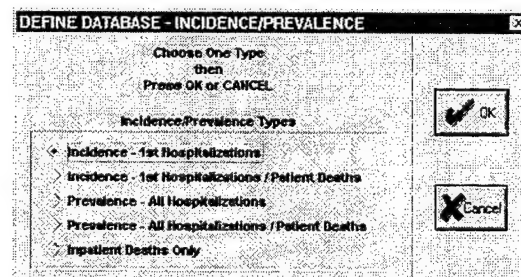 DEFINE DATABASE - INCIDENCE/PREVALENCE
Choose One Type
then
Press OK or CANCEL
Incidence/Prevalence Types
Incidence - 1st Hospitalizations
Incidence - 1st Hospitalizations / Patient Deaths
Prevalence - All Hospitalizations
Prevalence - All Hospitalizations / Patient Deaths
Inpatient Deaths Only
OK
Cancel